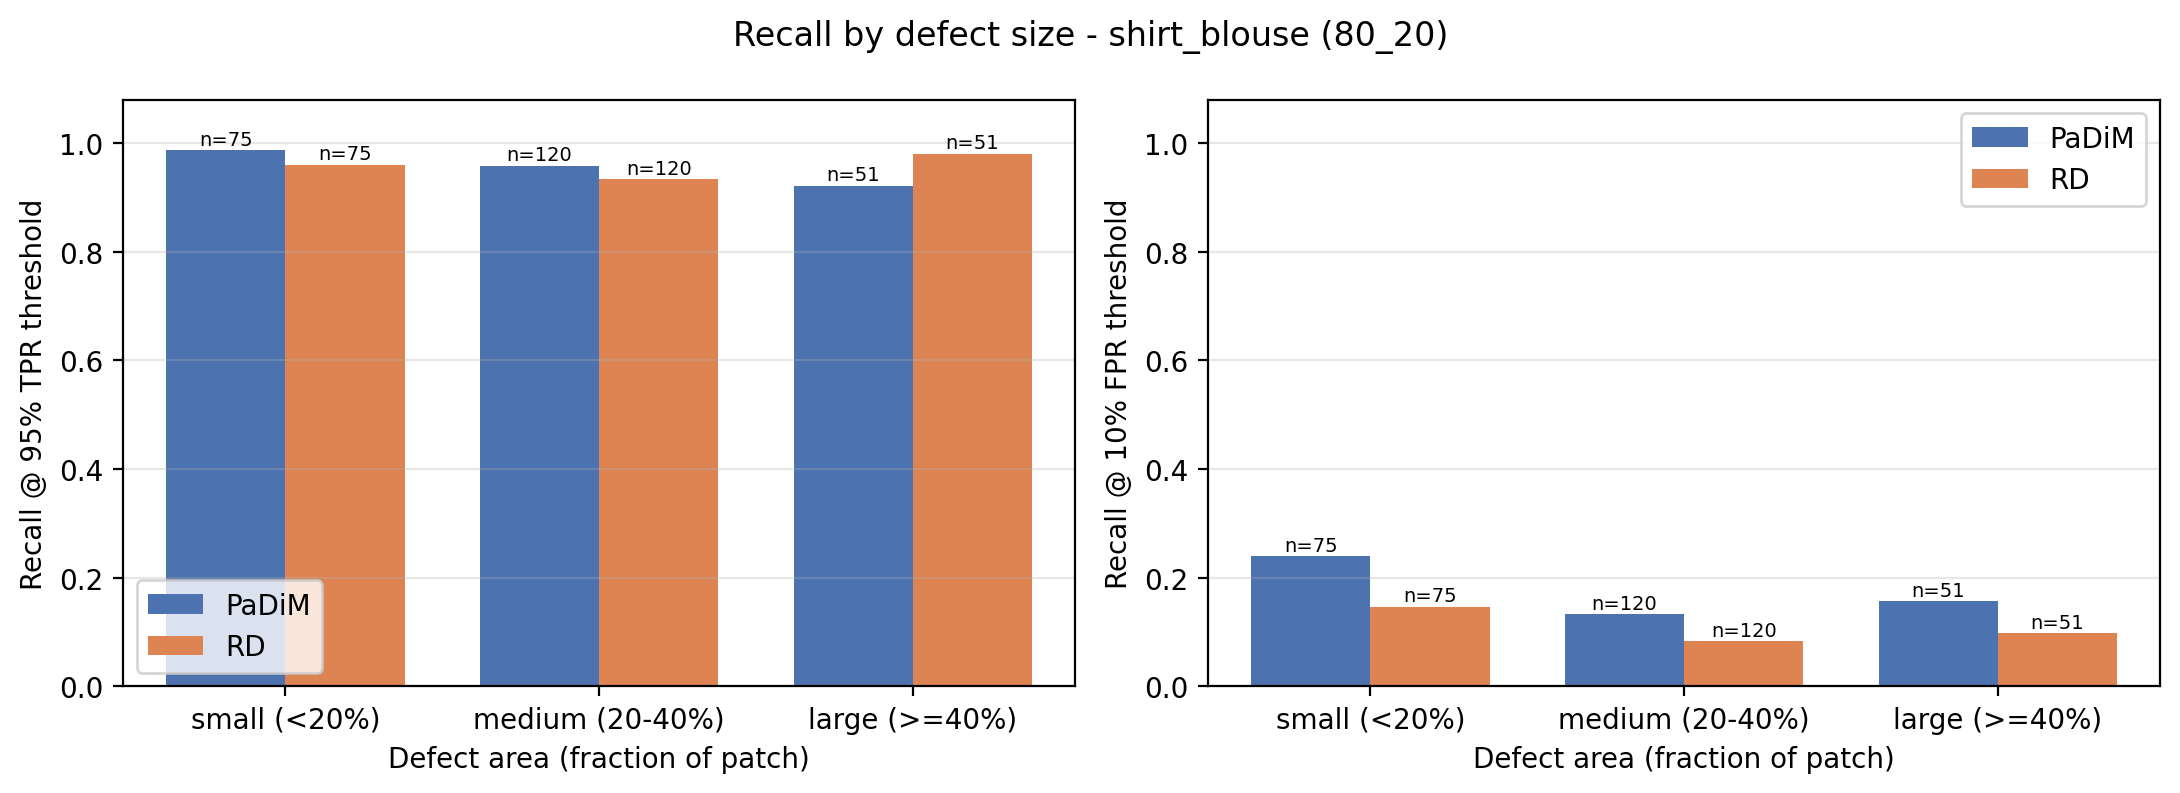 Recall by defect size - shirt_blouse (80_20)
Recall @ 95% TPR threshold
1.0
0.8
0.6
0.4
0.2
0.0
n=75
n=75
n=120
n=120
n=51
n=51
PaDiM
RD
small (<20%)
medium (20-40%)
large (>=40%)
Defect area (fraction of patch)
Recall @ 10% FPR threshold
1.0
0.8
0.6
0.4
0.2
0.0
PaDiM
RD
n=75
n=75
n=120
n=120
n=51
n=51
small (<20%)
medium (20-40%)
large (>=40%)
Defect area (fraction of patch)